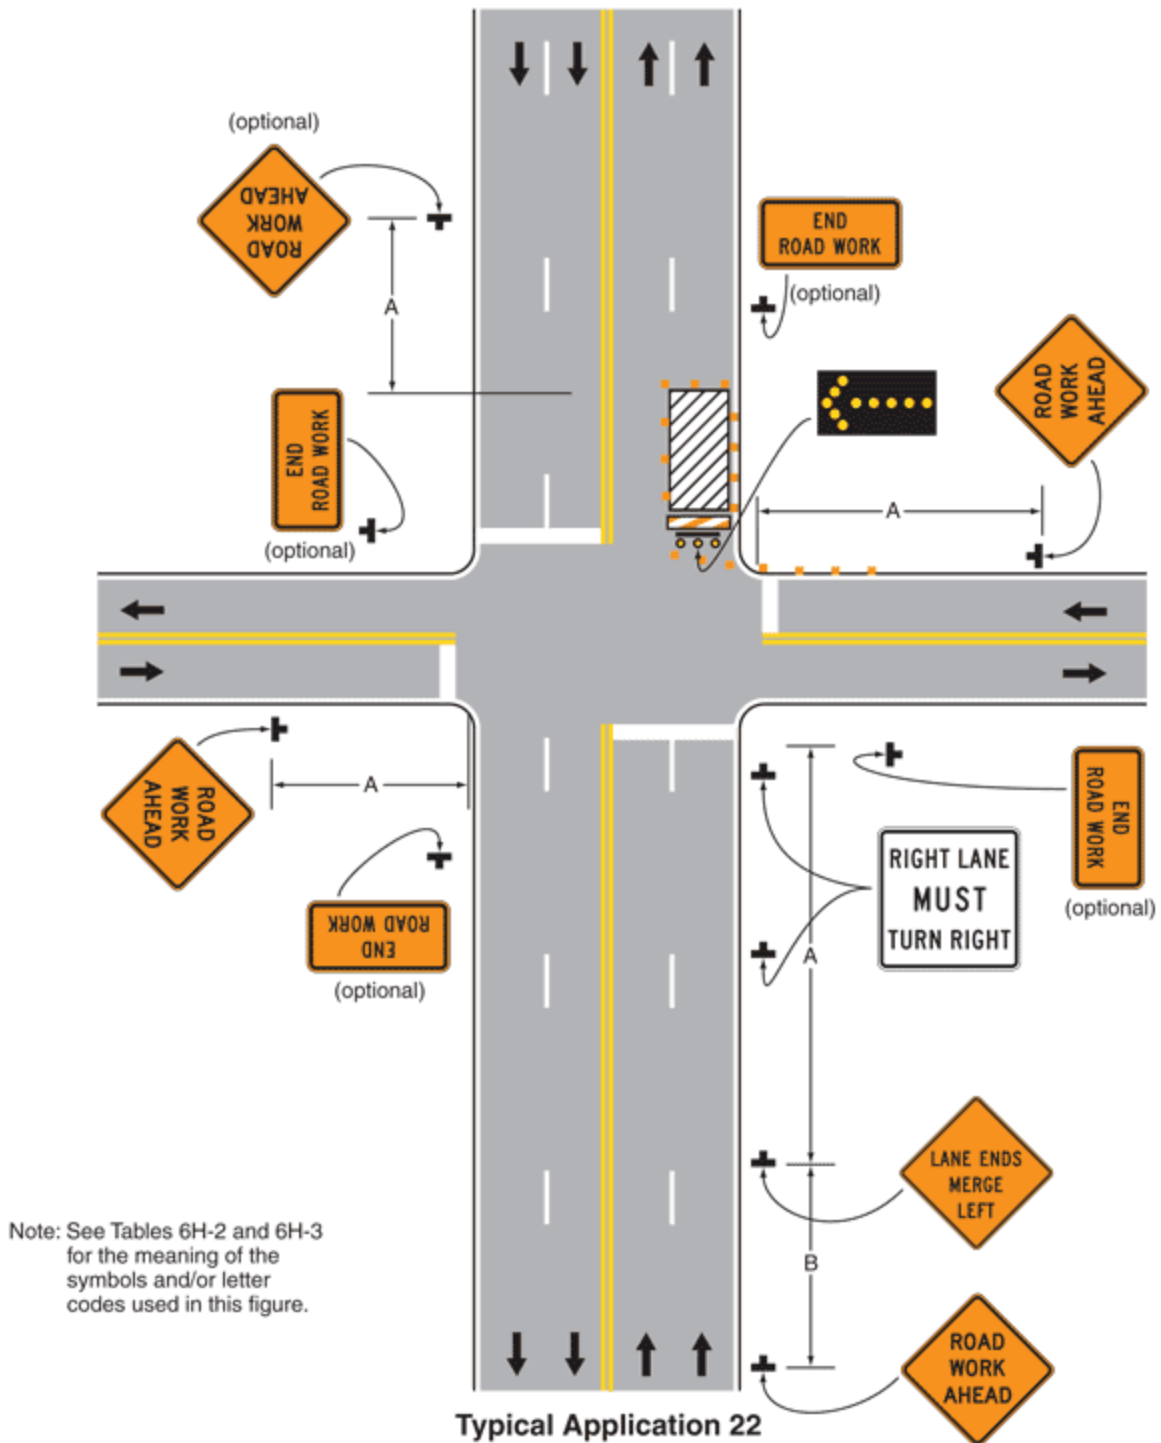 (optional)
ROAD
WORK
AHEAD
END
ROAD WORK
(optional)
A
ROAD
WORK
AHEAD
END
ROAD WORK
(optional)
A
ROAD
WORK
AHEAD
A
END
ROAD WORK
(optional)
RIGHT LANE
MUST
TURN RIGHT
END
ROAD WORK
(optional)
A
LANE ENDS
MERGE
LEFT
B
ROAD
WORK
AHEAD
Note: See Tables 6H-2 and 6H-3
for the meaning of the
symbols and/or letter
codes used in this figure.
Typical Application 22